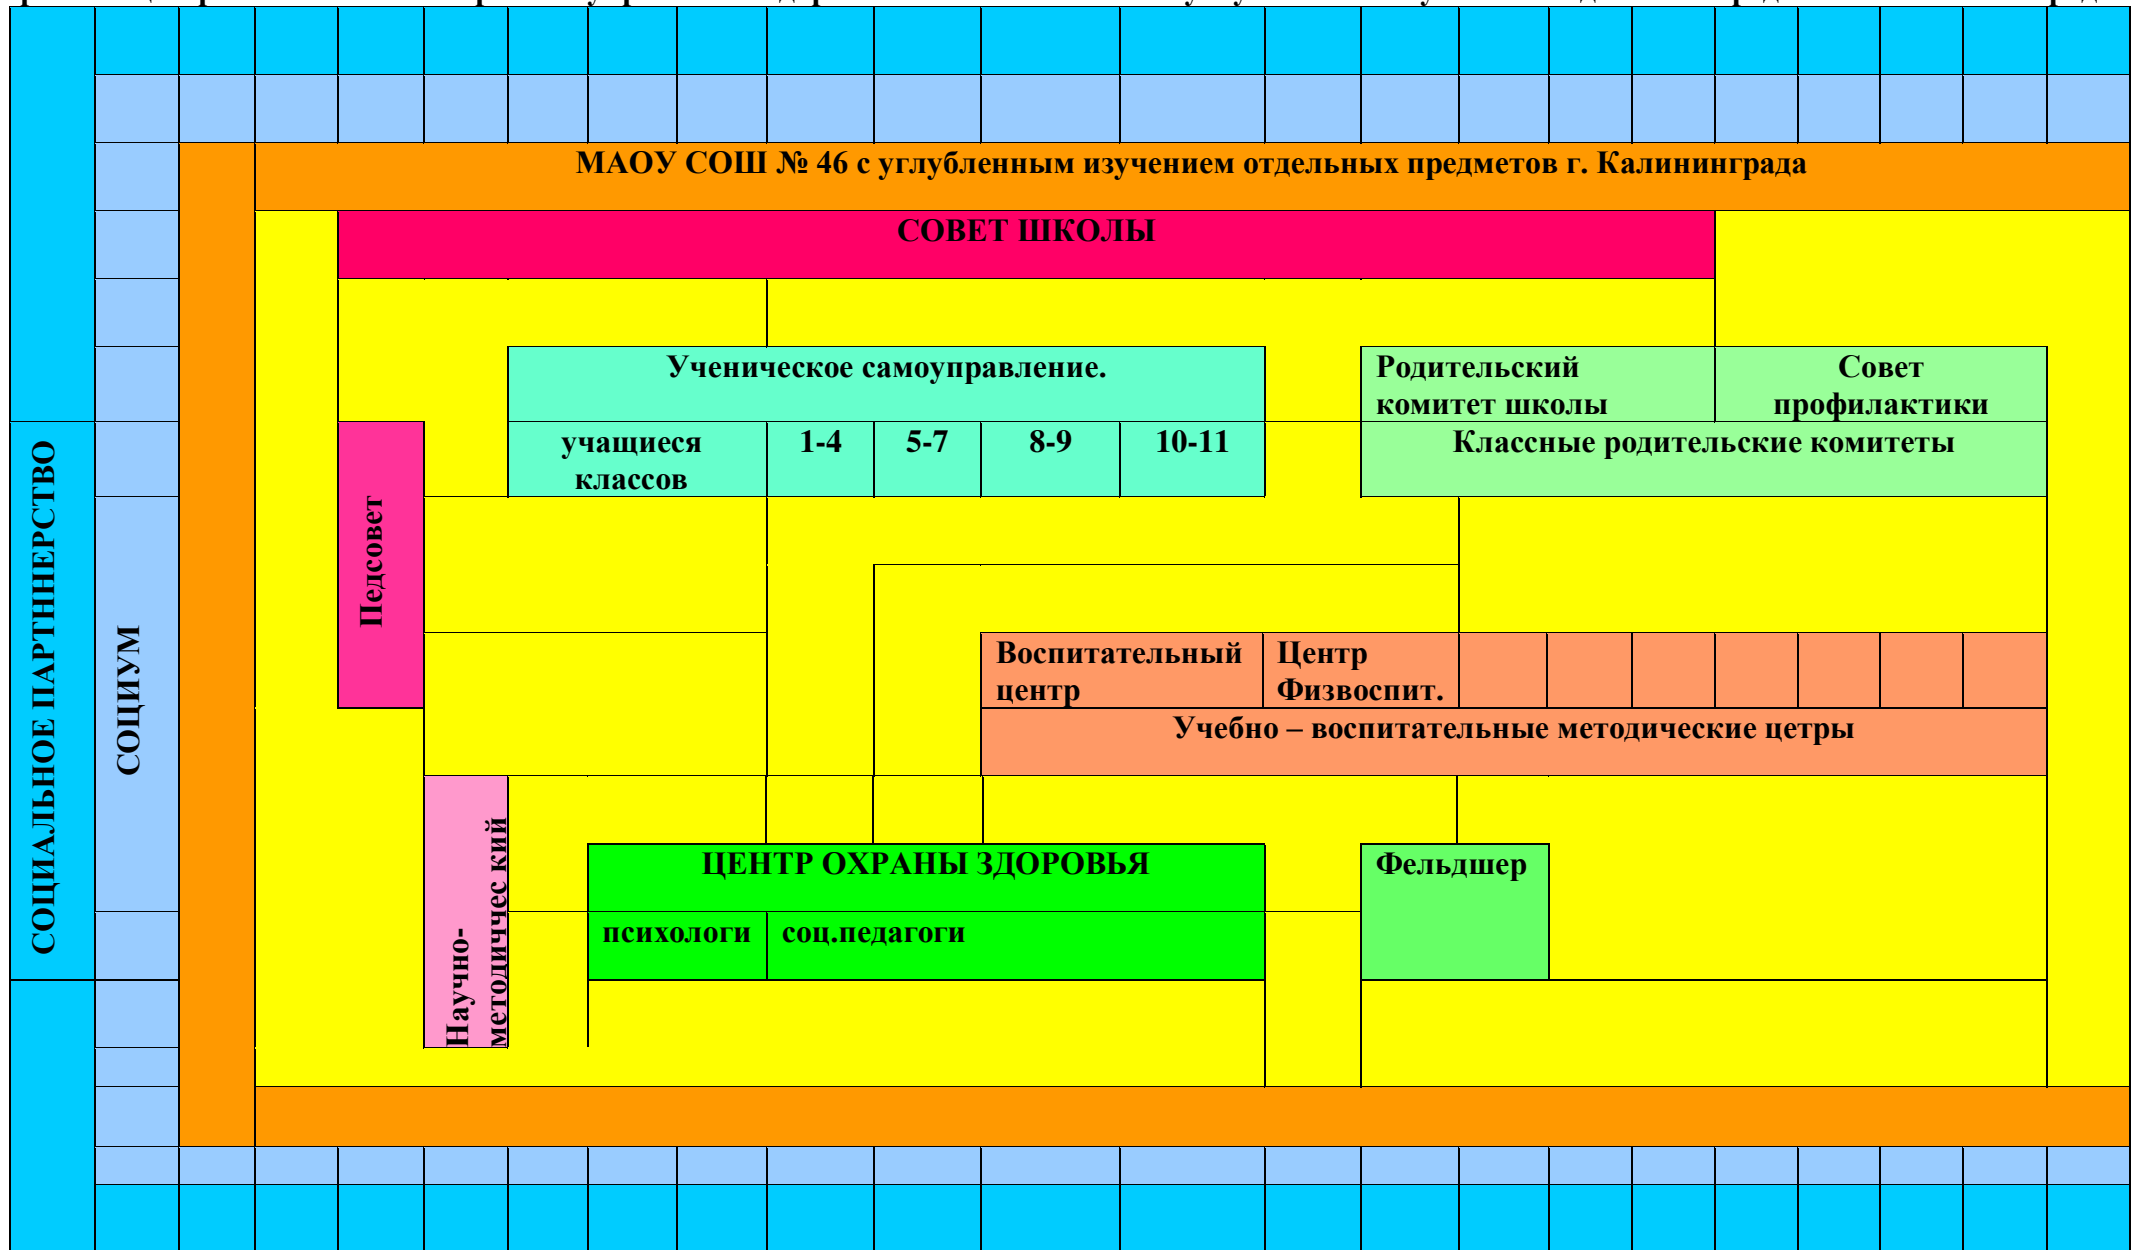 МАОУ СОШ № 46 с углубленным изучением отдельных предметов г. Калининграда
СОВЕТ ШКОЛЫ
Ученическое самоуправление.
Родительский
комитет школы
Совет
профилактики
учащиеся
классов
1-4
5-7
8-9
10-11
Классные родительские комитеты
СОЦИАЛЬНОЕ ПАРТННЕРСТВО
СОЦИУМ
Педсовет
Воспитательный
центр
Центр
Физвоспит.
Учебно – воспитательные методические цетры
Научно-
методиччес кий
ЦЕНТР ОХРАНЫ ЗДОРОВЬЯ
Фельдшер
психологи
соц.педагоги